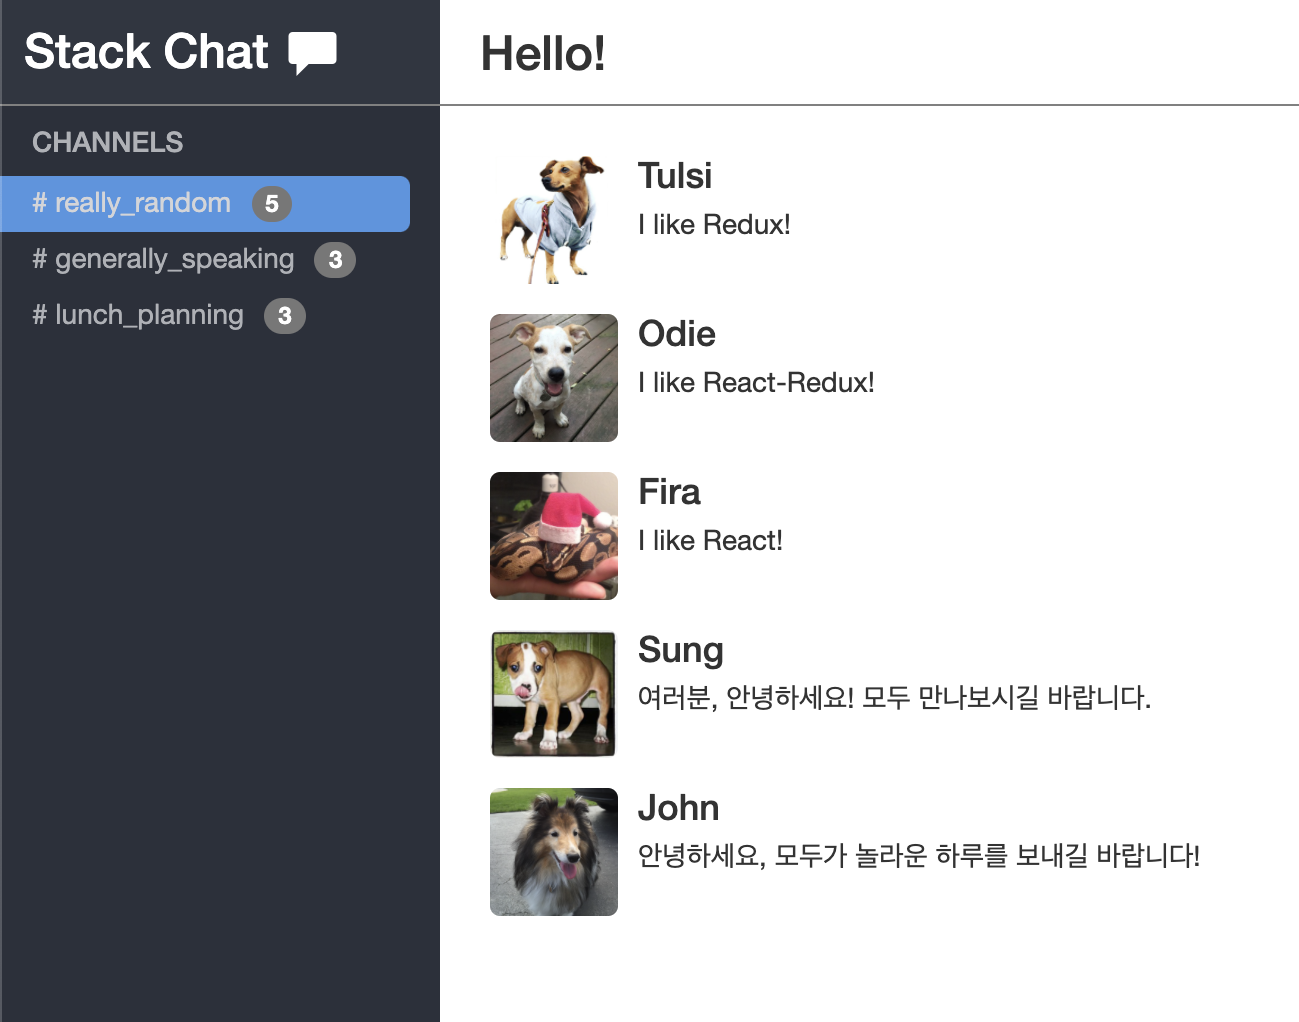 Stack Chat
Hello!
CHANNELS
# really_random 5
# generally_speaking 3
# lunch_planning 3
Tulsi
I like Redux!
Odie
I like React-Redux!
Fira
I like React!
Sung
여러분, 안녕하세요! 모두 만나보시길 바랍니다.
John
안녕하세요, 모두가 놀라운 하루를 보내길 바랍니다!